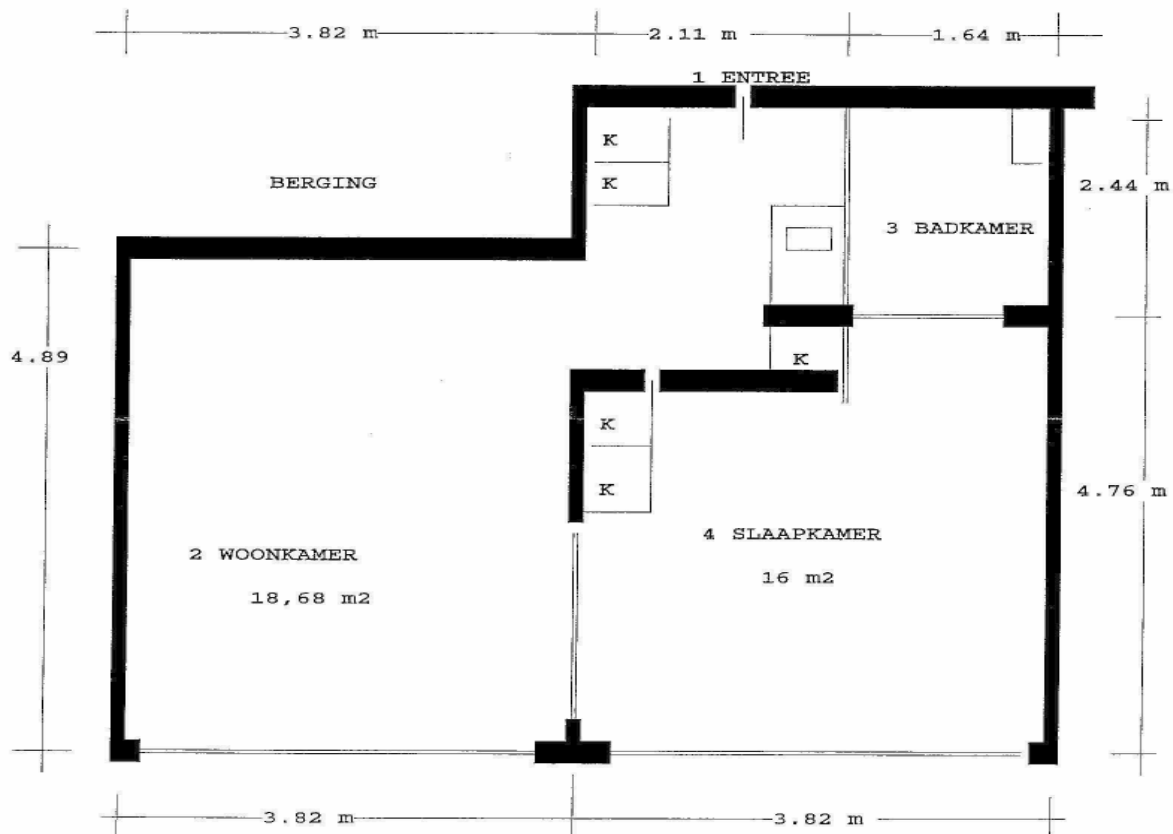 3.82 m
2.11 m
1.64 m
1 ENTREE
K
K
BERGING
2.44 m
3 BADKAMER
4.89
K
K
K
4.76 m
4 SLAAPKAMER
16 m2
2 WOONKAMER
18,68 m2
3.82 m
3.82 m